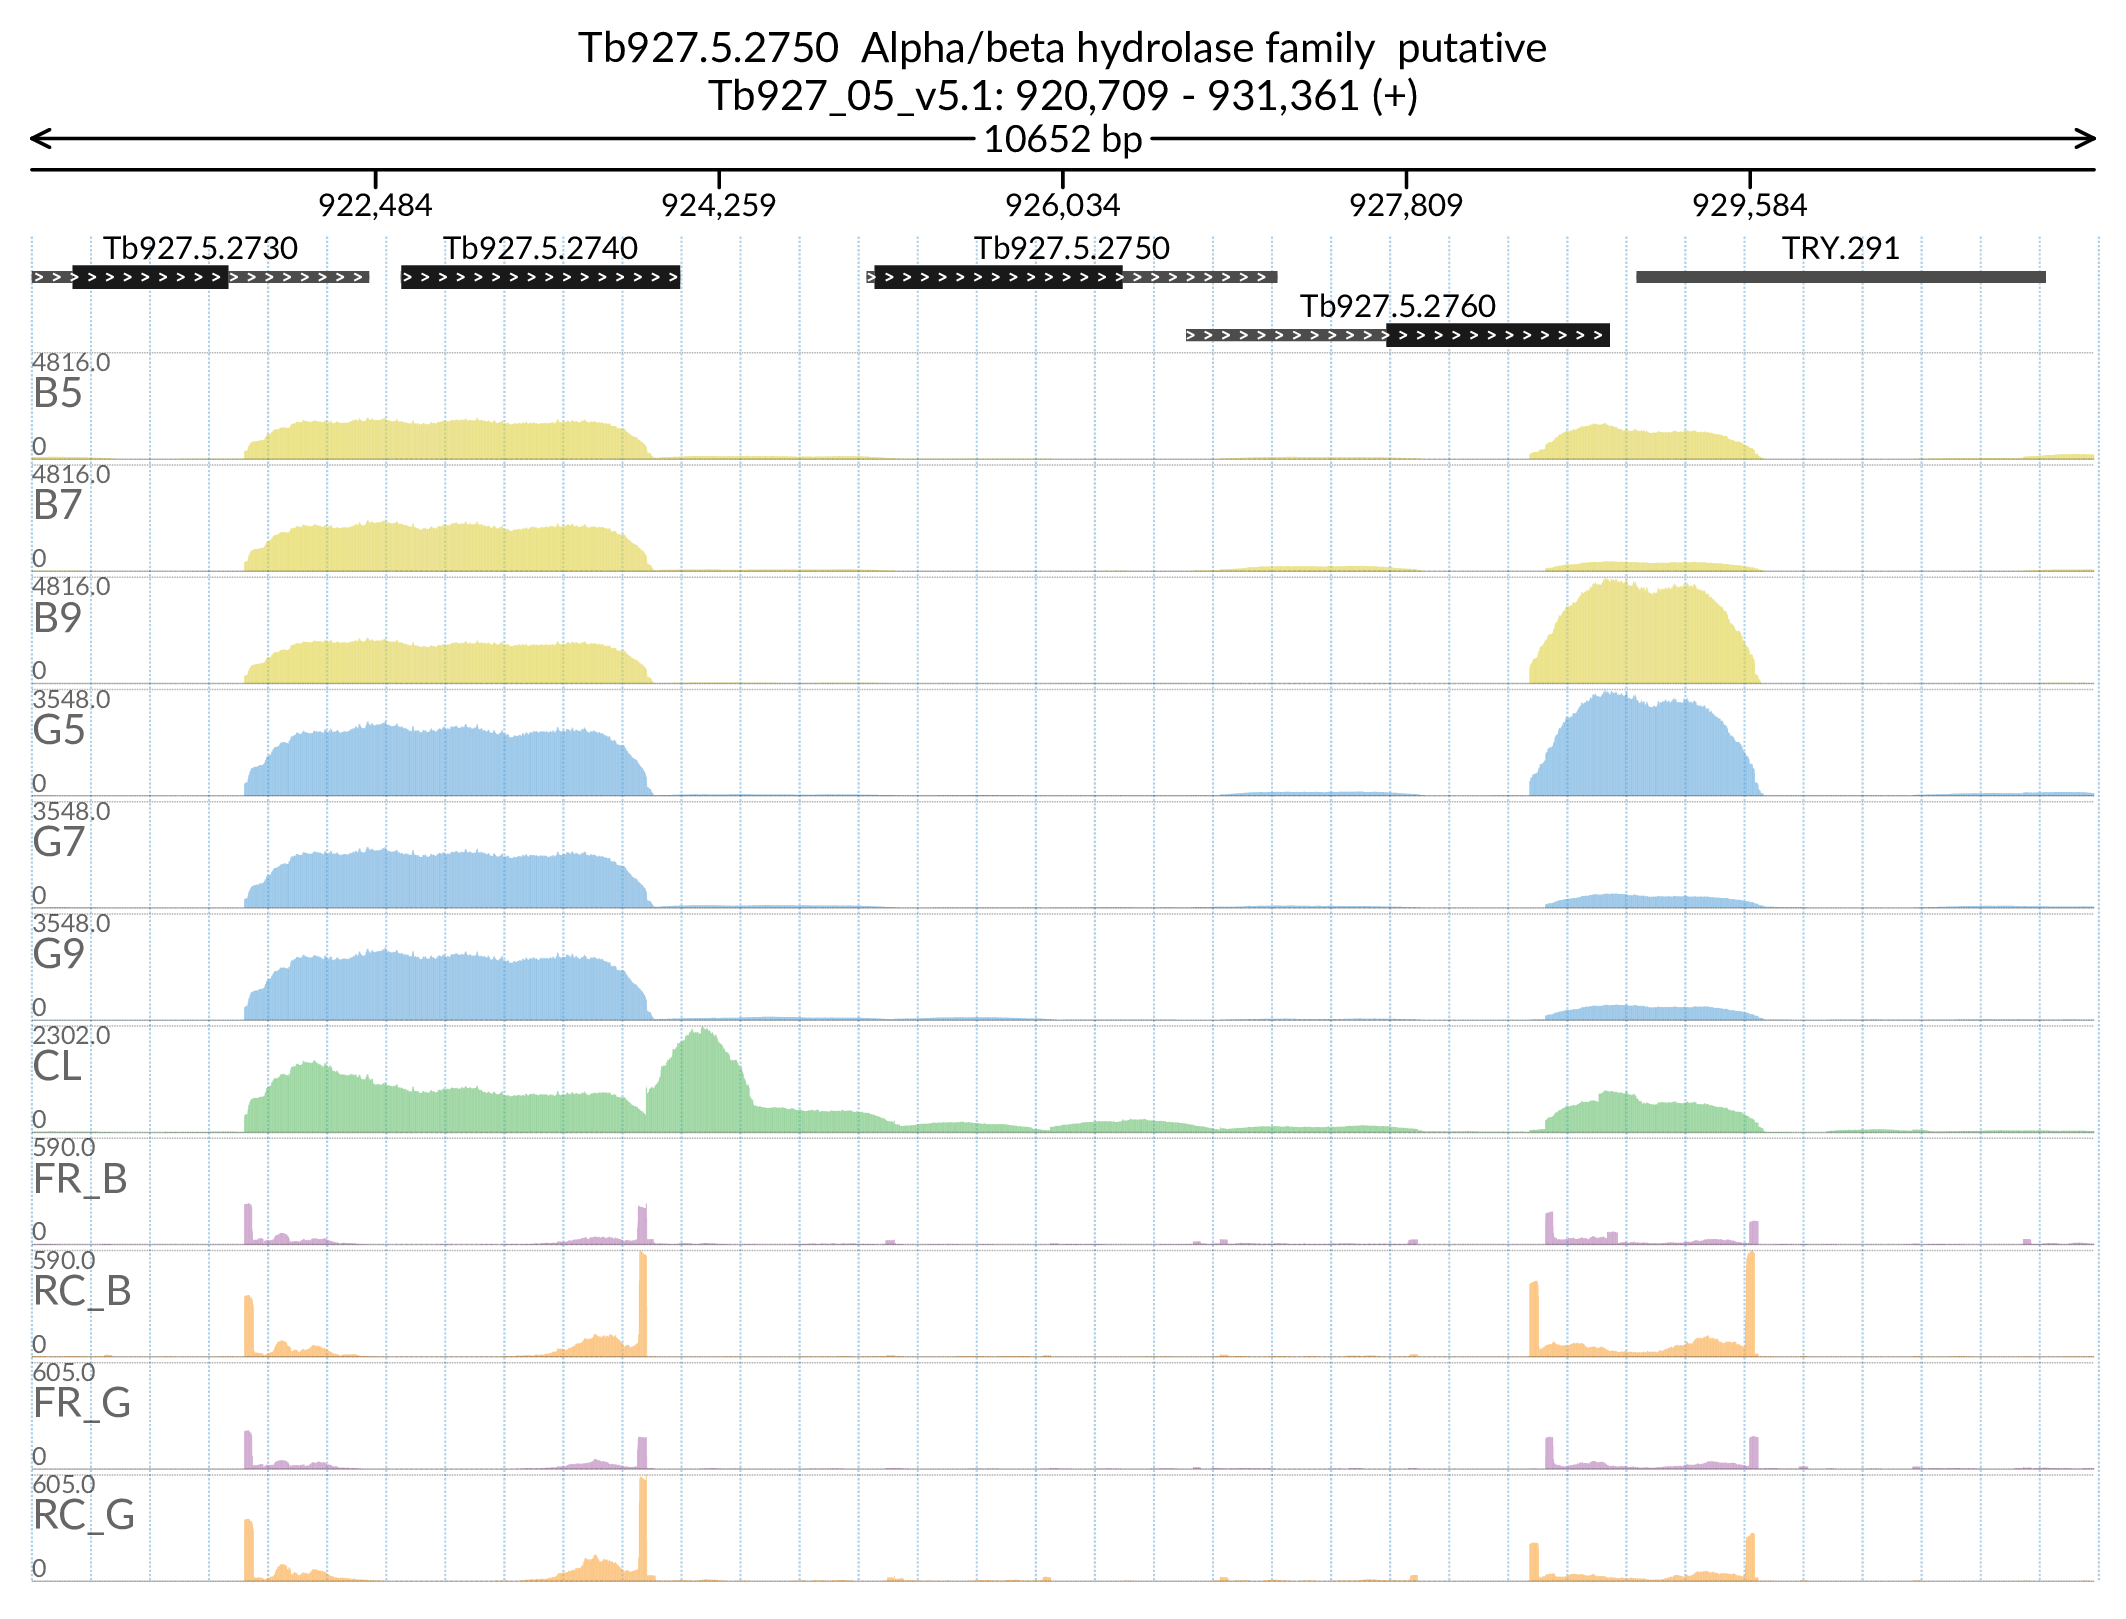 Tb927.5.2750  Alpha/beta hydrolase family  putative
Tb927_05_v5.1: 920,709 - 931,361 (+)
10652 bp
922,484 924,259 926,034 927,809 929,584
Tb927.5.2730 Tb927.5.2740 Tb927.5.2750 TRY.291
Tb927.5.2760
4816.0
B5
0
4816.0
B7
0
4816.0
B9
0
3548.0
G5
0
3548.0
G7
0
3548.0
G9
0
2302.0
CL
0
590.0
FR_B
0
590.0
RC_B
0
605.0
FR_G
0
605.0
RC_G
0